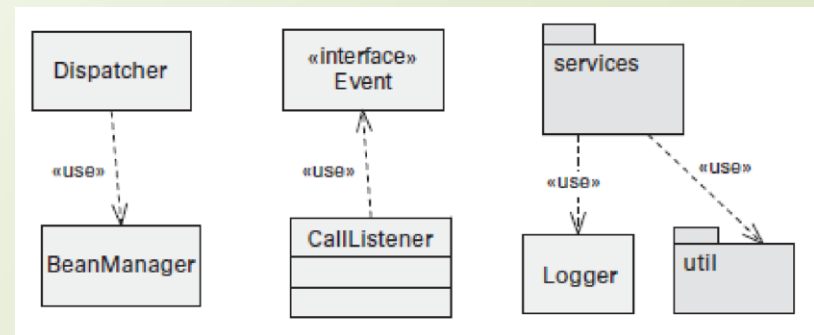 Dispatcher
«use»
BeanManager
«interface»
Event
«use»
CallListener
services
«use»
«use»
Logger
util